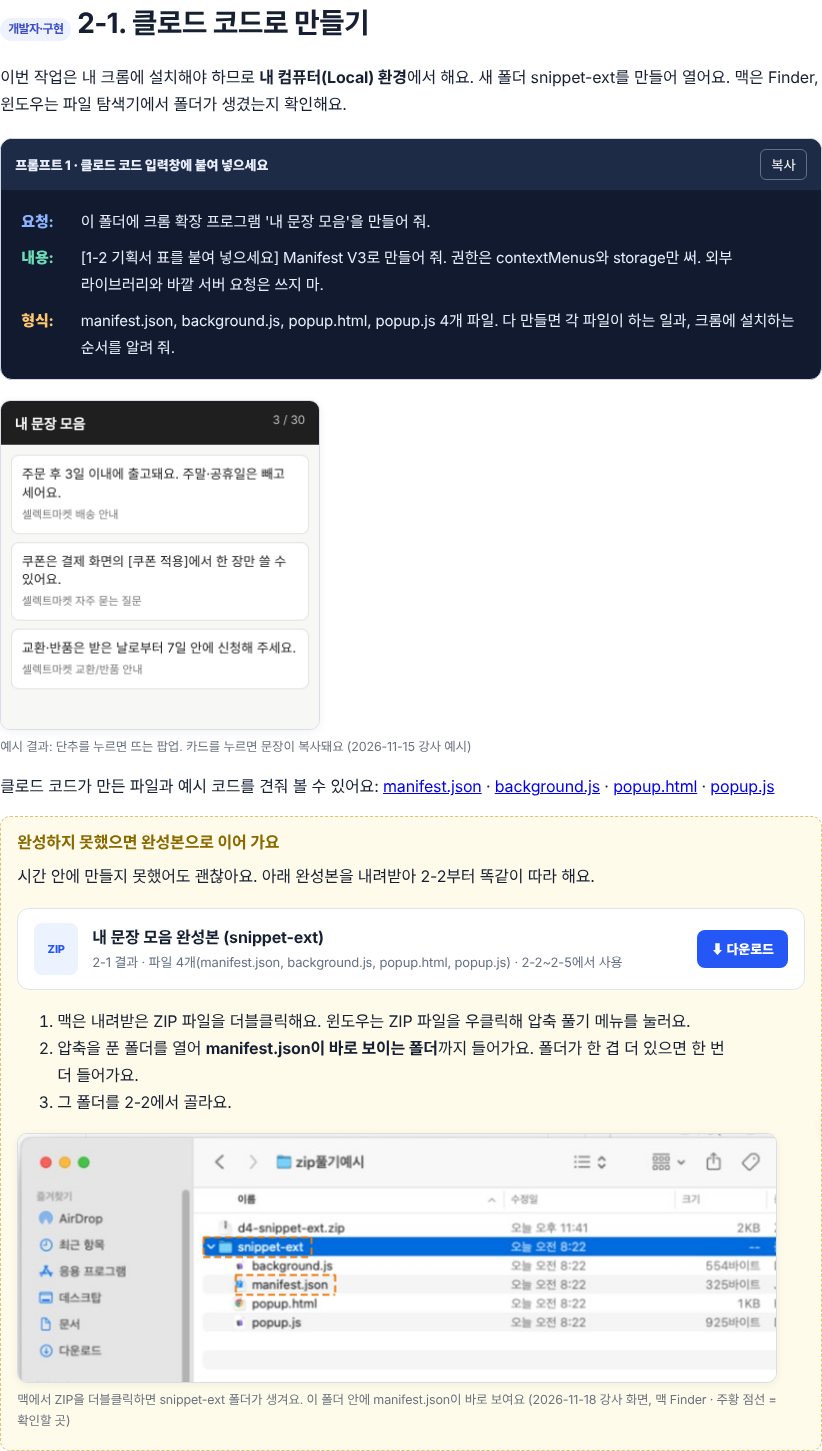 개발자·구현 2-1. 클로드 코드로 만들기
이번 작업은 내 크롬에 설치해야 하므로 내 컴퓨터(Local) 환경에서 해요. 새 폴더 snippet-ext를 만들어 열어요. 맥은 Finder,
윈도우는 파일 탐색기에서 폴더가 생겼는지 확인해요.
프롬프트 1 · 클로드 코드 입력창에 붙여 넣으세요
복사
요청: 이 폴더에 크롬 확장 프로그램 '내 문장 모음'을 만들어 줘.
내용: [1-2 기획서 표를 붙여 넣으세요] Manifest V3로 만들어 줘. 권한은 contextMenus와 storage만 써. 외부
라이브러리와 바깥 서버 요청은 쓰지 마.
형식: manifest.json, background.js, popup.html, popup.js 4개 파일. 다 만들면 각 파일이 하는 일과, 크롬에 설치하는
순서를 알려 줘.
내 문장 모음 3 / 30
주문 후 3일 이내에 출고돼요. 주말·공휴일은 빼고
세어요.
셀렉트마켓 배송 안내
쿠폰은 결제 화면의 [쿠폰 적용]에서 한 장만 쓸 수
있어요.
셀렉트마켓 자주 묻는 질문
교환·반품은 받은 날로부터 7일 안에 신청해 주세요.
셀렉트마켓 교환/반품 안내
예시 결과: 단추를 누르면 뜨는 팝업. 카드를 누르면 문장이 복사돼요 (2026-11-15 강사 예시)
클로드 코드가 만든 파일과 예시 코드를 견줘 볼 수 있어요: manifest.json · background.js · popup.html · popup.js
완성하지 못했으면 완성본으로 이어 가요
시간 안에 만들지 못했어도 괜찮아요. 아래 완성본을 내려받아 2-2부터 똑같이 따라 해요.
ZIP
내 문장 모음 완성본 (snippet-ext)
2-1 결과 · 파일 4개(manifest.json, background.js, popup.html, popup.js) · 2-2~2-5에서 사용
⬇ 다운로드
1. 맥은 내려받은 ZIP 파일을 더블클릭해요. 윈도우는 ZIP 파일을 우클릭해 압축 풀기 메뉴를 눌러요.
2. 압축을 푼 폴더를 열어 manifest.json이 바로 보이는 폴더까지 들어가요. 폴더가 한 겹 더 있으면 한 번
더 들어가요.
3. 그 폴더를 2-2에서 골라요.
zip풀기예시
즐겨찾기
AirDrop
최근 항목
응용 프로그램
데스크탑
문서
다운로드
이름 수정일 크기
d4-snippet-ext.zip 오늘 오후 11:41 2KB
snippet-ext 오늘 오전 8:22 --
background.js 오늘 오전 8:22 554바이트
manifest.json 오늘 오전 8:22 325바이트
popup.html 오늘 오전 8:22 1KB
popup.js 오늘 오전 8:22 925바이트
맥에서 ZIP을 더블클릭하면 snippet-ext 폴더가 생겨요. 이 폴더 안에 manifest.json이 바로 보여요 (2026-11-18 강사 화면, 맥 Finder · 주황 점선 =
확인할 곳)